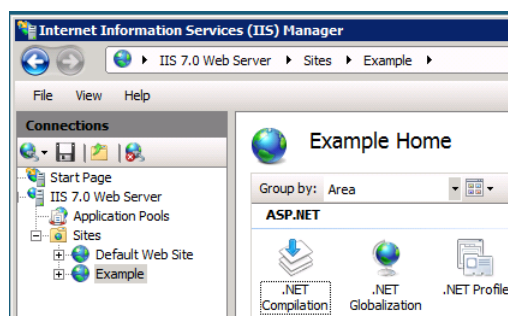 Internet Information Services (IIS) Manager
IIS 7.0 Web Server Sites Example
File View Help
Connections
Start Page
IIS 7.0 Web Server
Application Pools
Sites
Default Web Site
Example
Example Home
Group by: Area
ASP.NET
.NET Compilation
.NET Globalization
.NET Profile